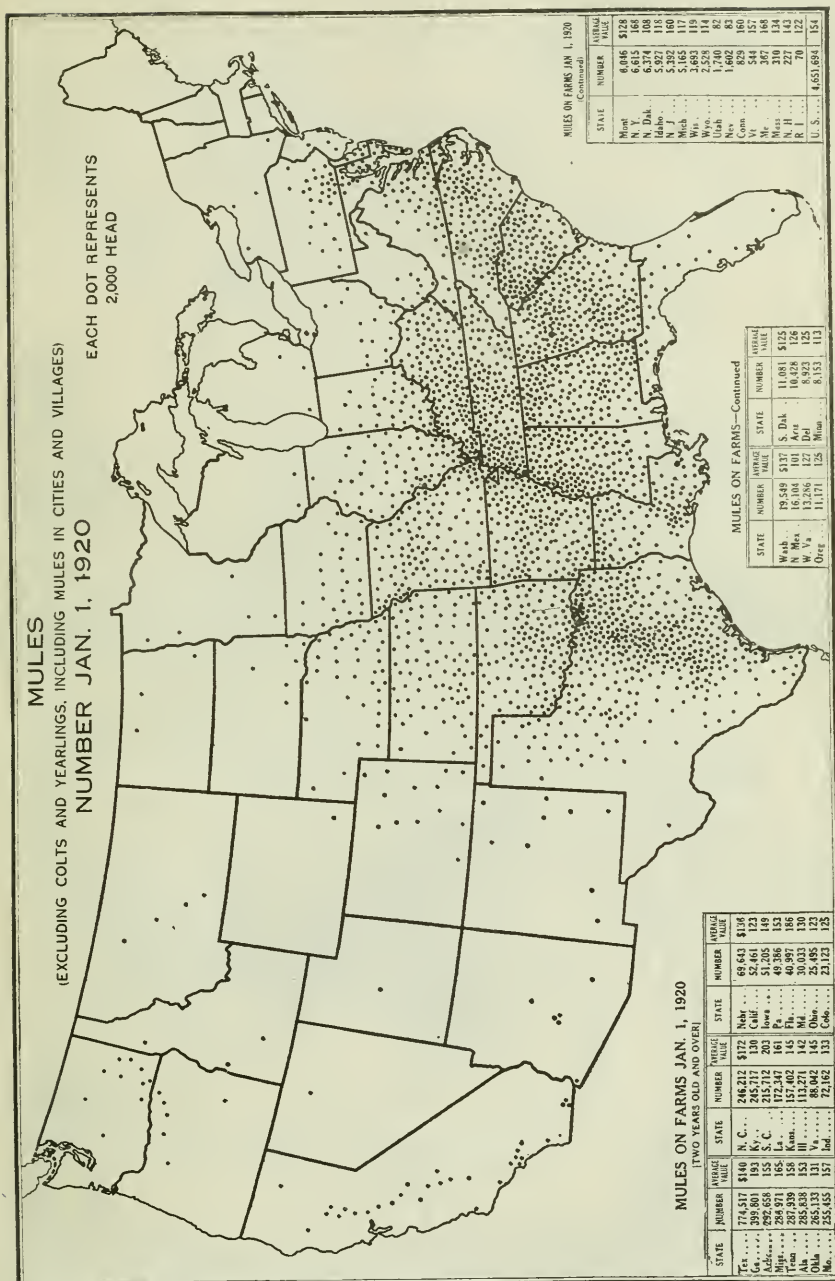 MULES
(EXCLUDING COLTS AND YEARLINGS, INCLUDING MULES IN CITIES AND VILLAGES)
NUMBER JAN. 1, 1920
EACH DOT REPRESENTS
2,000 HEAD
MULES ON FARMS JAN. 1, 1920
[TWO YEARS OLD AND OVER]
STATE NUMBER AVERAGE VALUE STATE NUMBER AVERAGE VALUE STATE NUMBER AVERAGE VALUE
Tex.... 774,517 $140 N. C... 246,212 $172 Nebr... 69,643 $136
Ga..... 399,801 193 Ky..... 245,717 130 Calif.. 52,461 123
Ark.... 292,658 155 S. C... 215,712 203 Iowa... 51,205 149
Miss... 288,971 165 La..... 172,347 161 Pa..... 49,386 153
Tenn... 287,939 158 Kans... 157,402 145 Fla.... 40,997 186
Ala.... 285,838 153 Ill.... 113,271 142 Md..... 30,033 130
Okla... 265,133 131 Va..... 88,042 145 Ohio... 25,495 123
Mo..... 255,455 157 Ind.... 72,162 133 Colo... 23,123 125
MULES ON FARMS—Continued
STATE NUMBER AVERAGE VALUE STATE NUMBER AVERAGE VALUE
Wash.. 19,549 $137 S. Dak.. 11,081 $125
N. Mex 16,104 101 Ariz... 10,428 126
W. Va. 13,286 127 Del.... 8,923 125
Oreg.. 11,171 125 Minn... 8,153 113
MULES ON FARMS JAN 1, 1920
(Continued)
STATE NUMBER AVERAGE VALUE
Mont... 8,046 $128
N. Y... 6,615 168
N. Dak. 6,374 108
Idaho.. 5,927 118
N. J... 5,392 160
Mich... 5,165 117
Wis.... 3,693 119
Wyo.... 2,528 114
Utah... 1,740 82
Nev.... 1,602 83
Conn... 829 160
Vt..... 544 157
Me..... 367 168
Mass... 310 134
N. H... 227 143
R. I... 70 122
U. S... 4,651,694 154